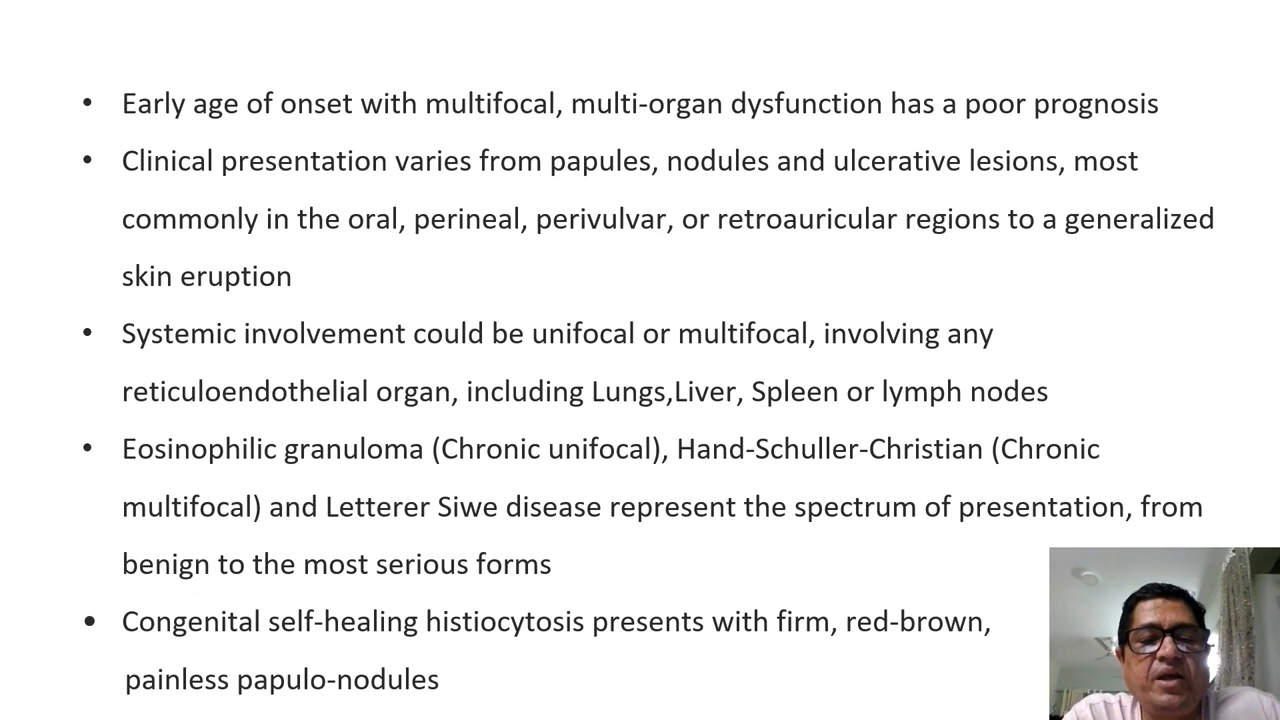 • Early age of onset with multifocal, multi-organ dysfunction has a poor prognosis
• Clinical presentation varies from papules, nodules and ulcerative lesions, most
commonly in the oral, perineal, perivulvar, or retroauricular regions to a generalized
skin eruption
• Systemic involvement could be unifocal or multifocal, involving any
reticuloendothelial organ, including Lungs,Liver, Spleen or lymph nodes
• Eosinophilic granuloma (Chronic unifocal), Hand-Schuller-Christian (Chronic
multifocal) and Letterer Siwe disease represent the spectrum of presentation, from
benign to the most serious forms
• Congenital self-healing histiocytosis presents with firm, red-brown,
painless papulo-nodules